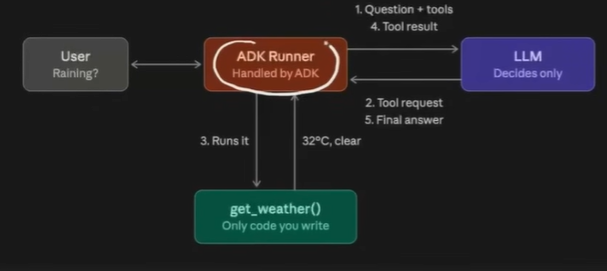 1. Question + tools
4. Tool result
User
Raining?
ADK Runner
Handled by ADK
LLM
Decides only
2. Tool request
5. Final answer
3. Runs it
32°C, clear
get_weather()
Only code you write